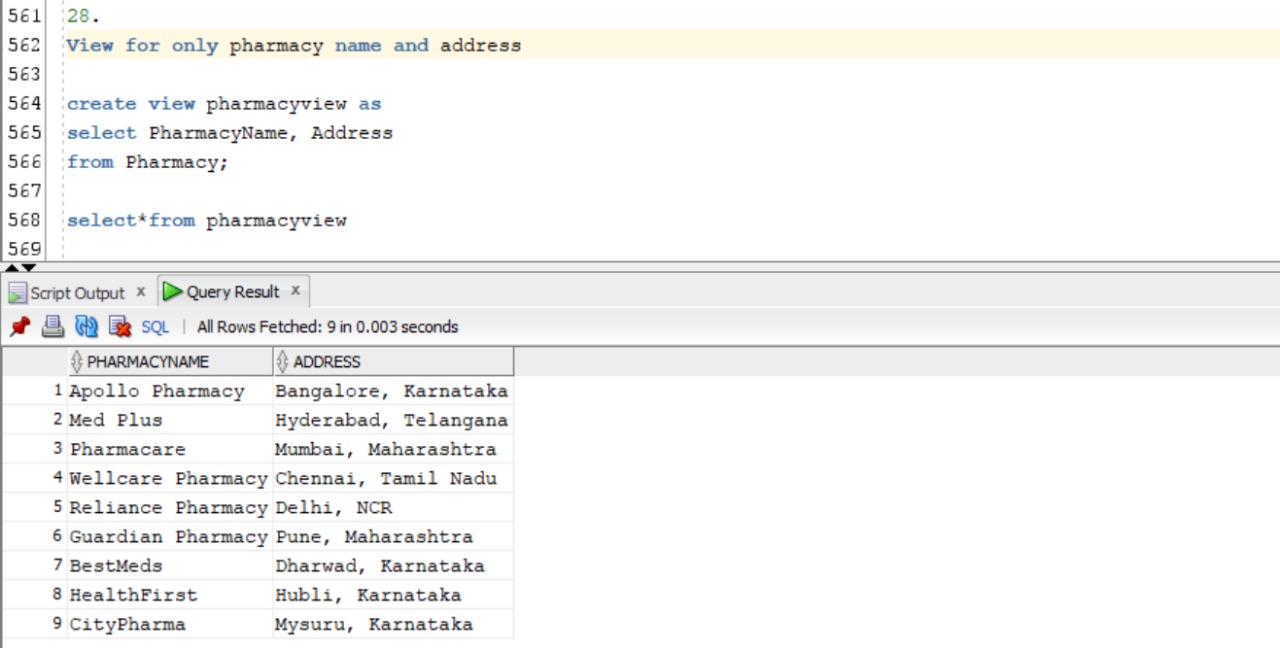 561 28.
562 View for only pharmacy name and address
563
564 create view pharmacyview as
565 select PharmacyName, Address
566 from Pharmacy;
567
568 select*from pharmacyview
569
Script Output x Query Result x
SQL | All Rows Fetched: 9 in 0.003 seconds
PHARMACYNAME ADDRESS
1 Apollo Pharmacy Bangalore, Karnataka
2 Med Plus Hyderabad, Telangana
3 Pharmacare Mumbai, Maharashtra
4 Wellcare Pharmacy Chennai, Tamil Nadu
5 Reliance Pharmacy Delhi, NCR
6 Guardian Pharmacy Pune, Maharashtra
7 BestMeds Dharwad, Karnataka
8 HealthFirst Hubli, Karnataka
9 CityPharma Mysuru, Karnataka